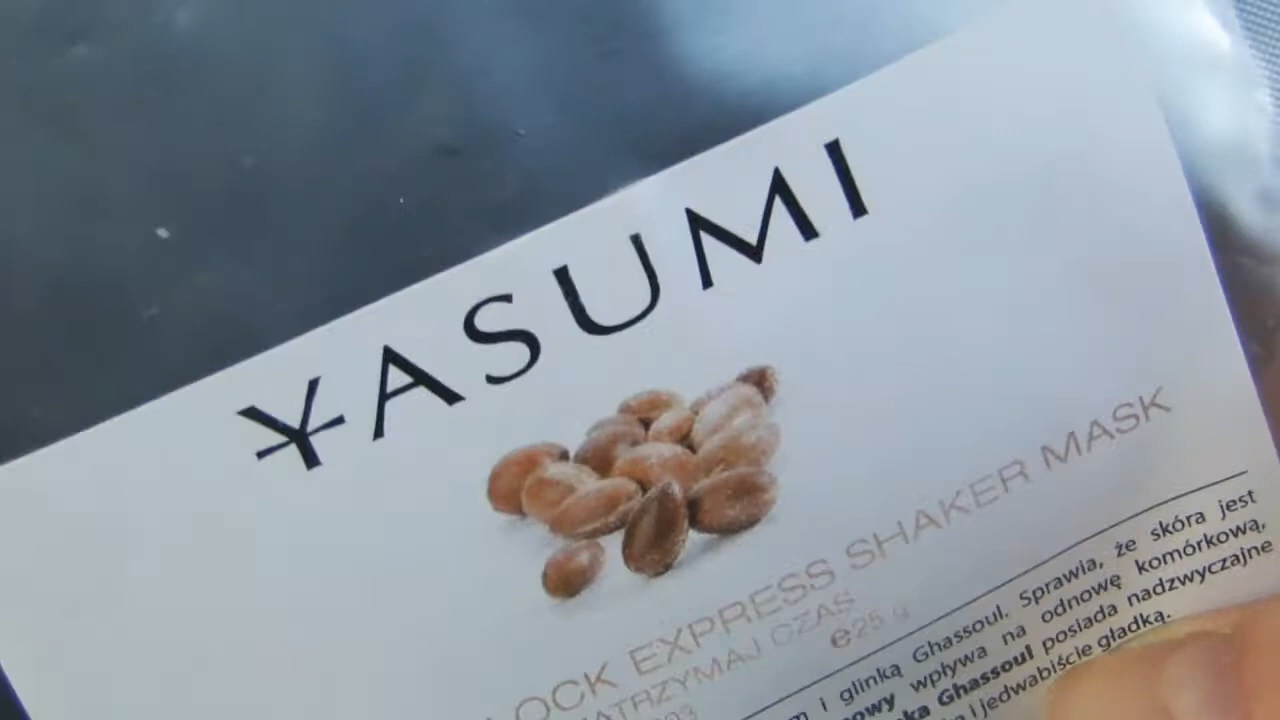 YASUMI
LOCK EXPRESS SHAKER MASK
ATRZYMAJ CZAS
e25 g
m i glinką Ghassoul. Sprawia, że skóra jest
owy wpływa na odnowę komórkową,
ka Ghassoul posiada nadzwyczajne
i jedwabiście gładką.